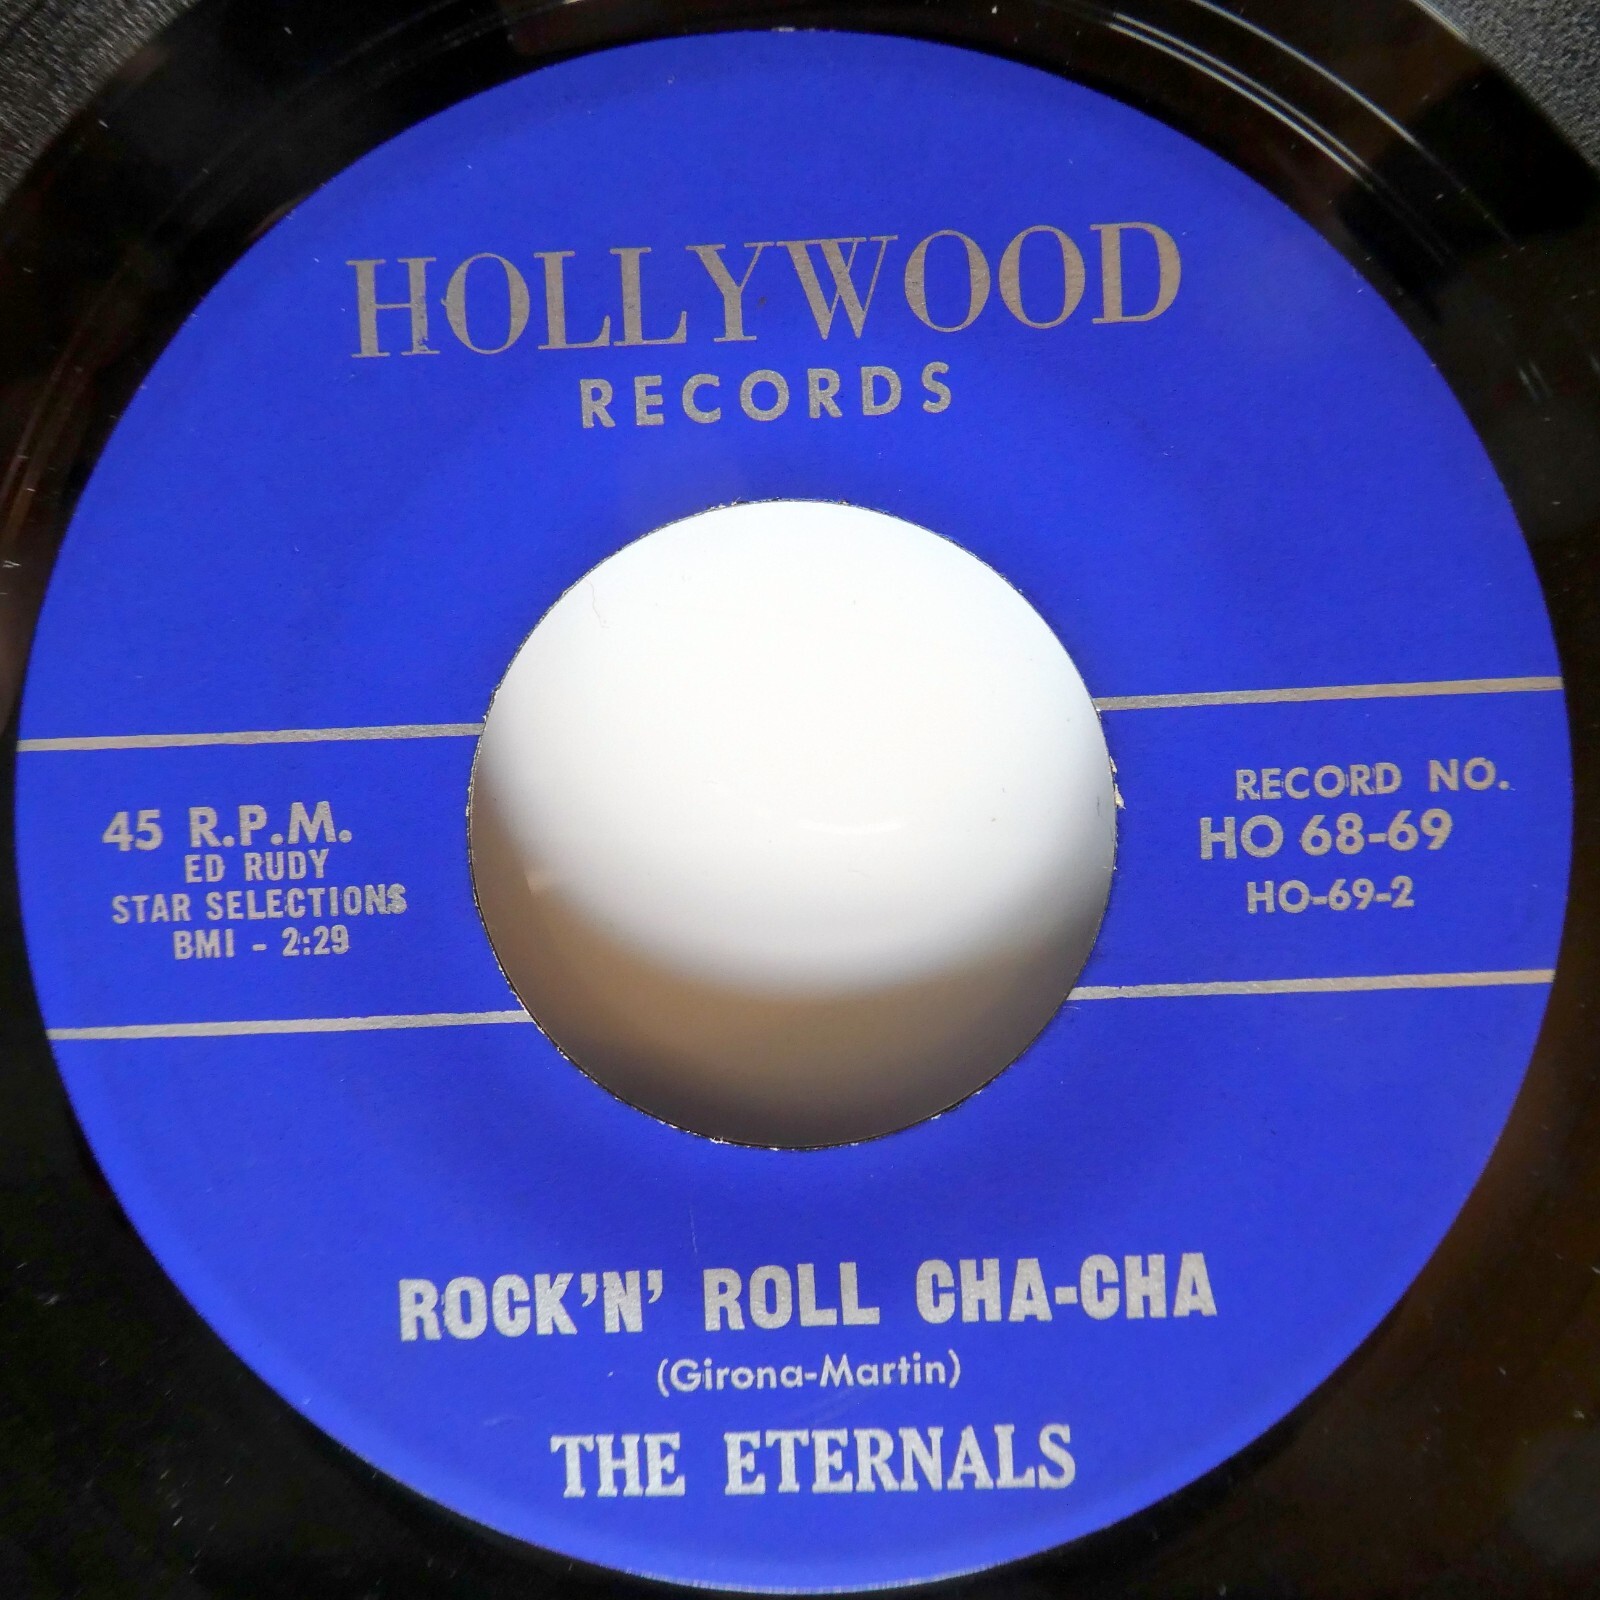 HOLLYWOOD
RECORDS
45 R.P.M.
ED RUDY
STAR SELECTIONS
BMI - 2:29
RECORD NO.
HO 68-69
HO-69-2
ROCK'N' ROLL CHA-CHA
(Girona-Martin)
THE ETERNALS